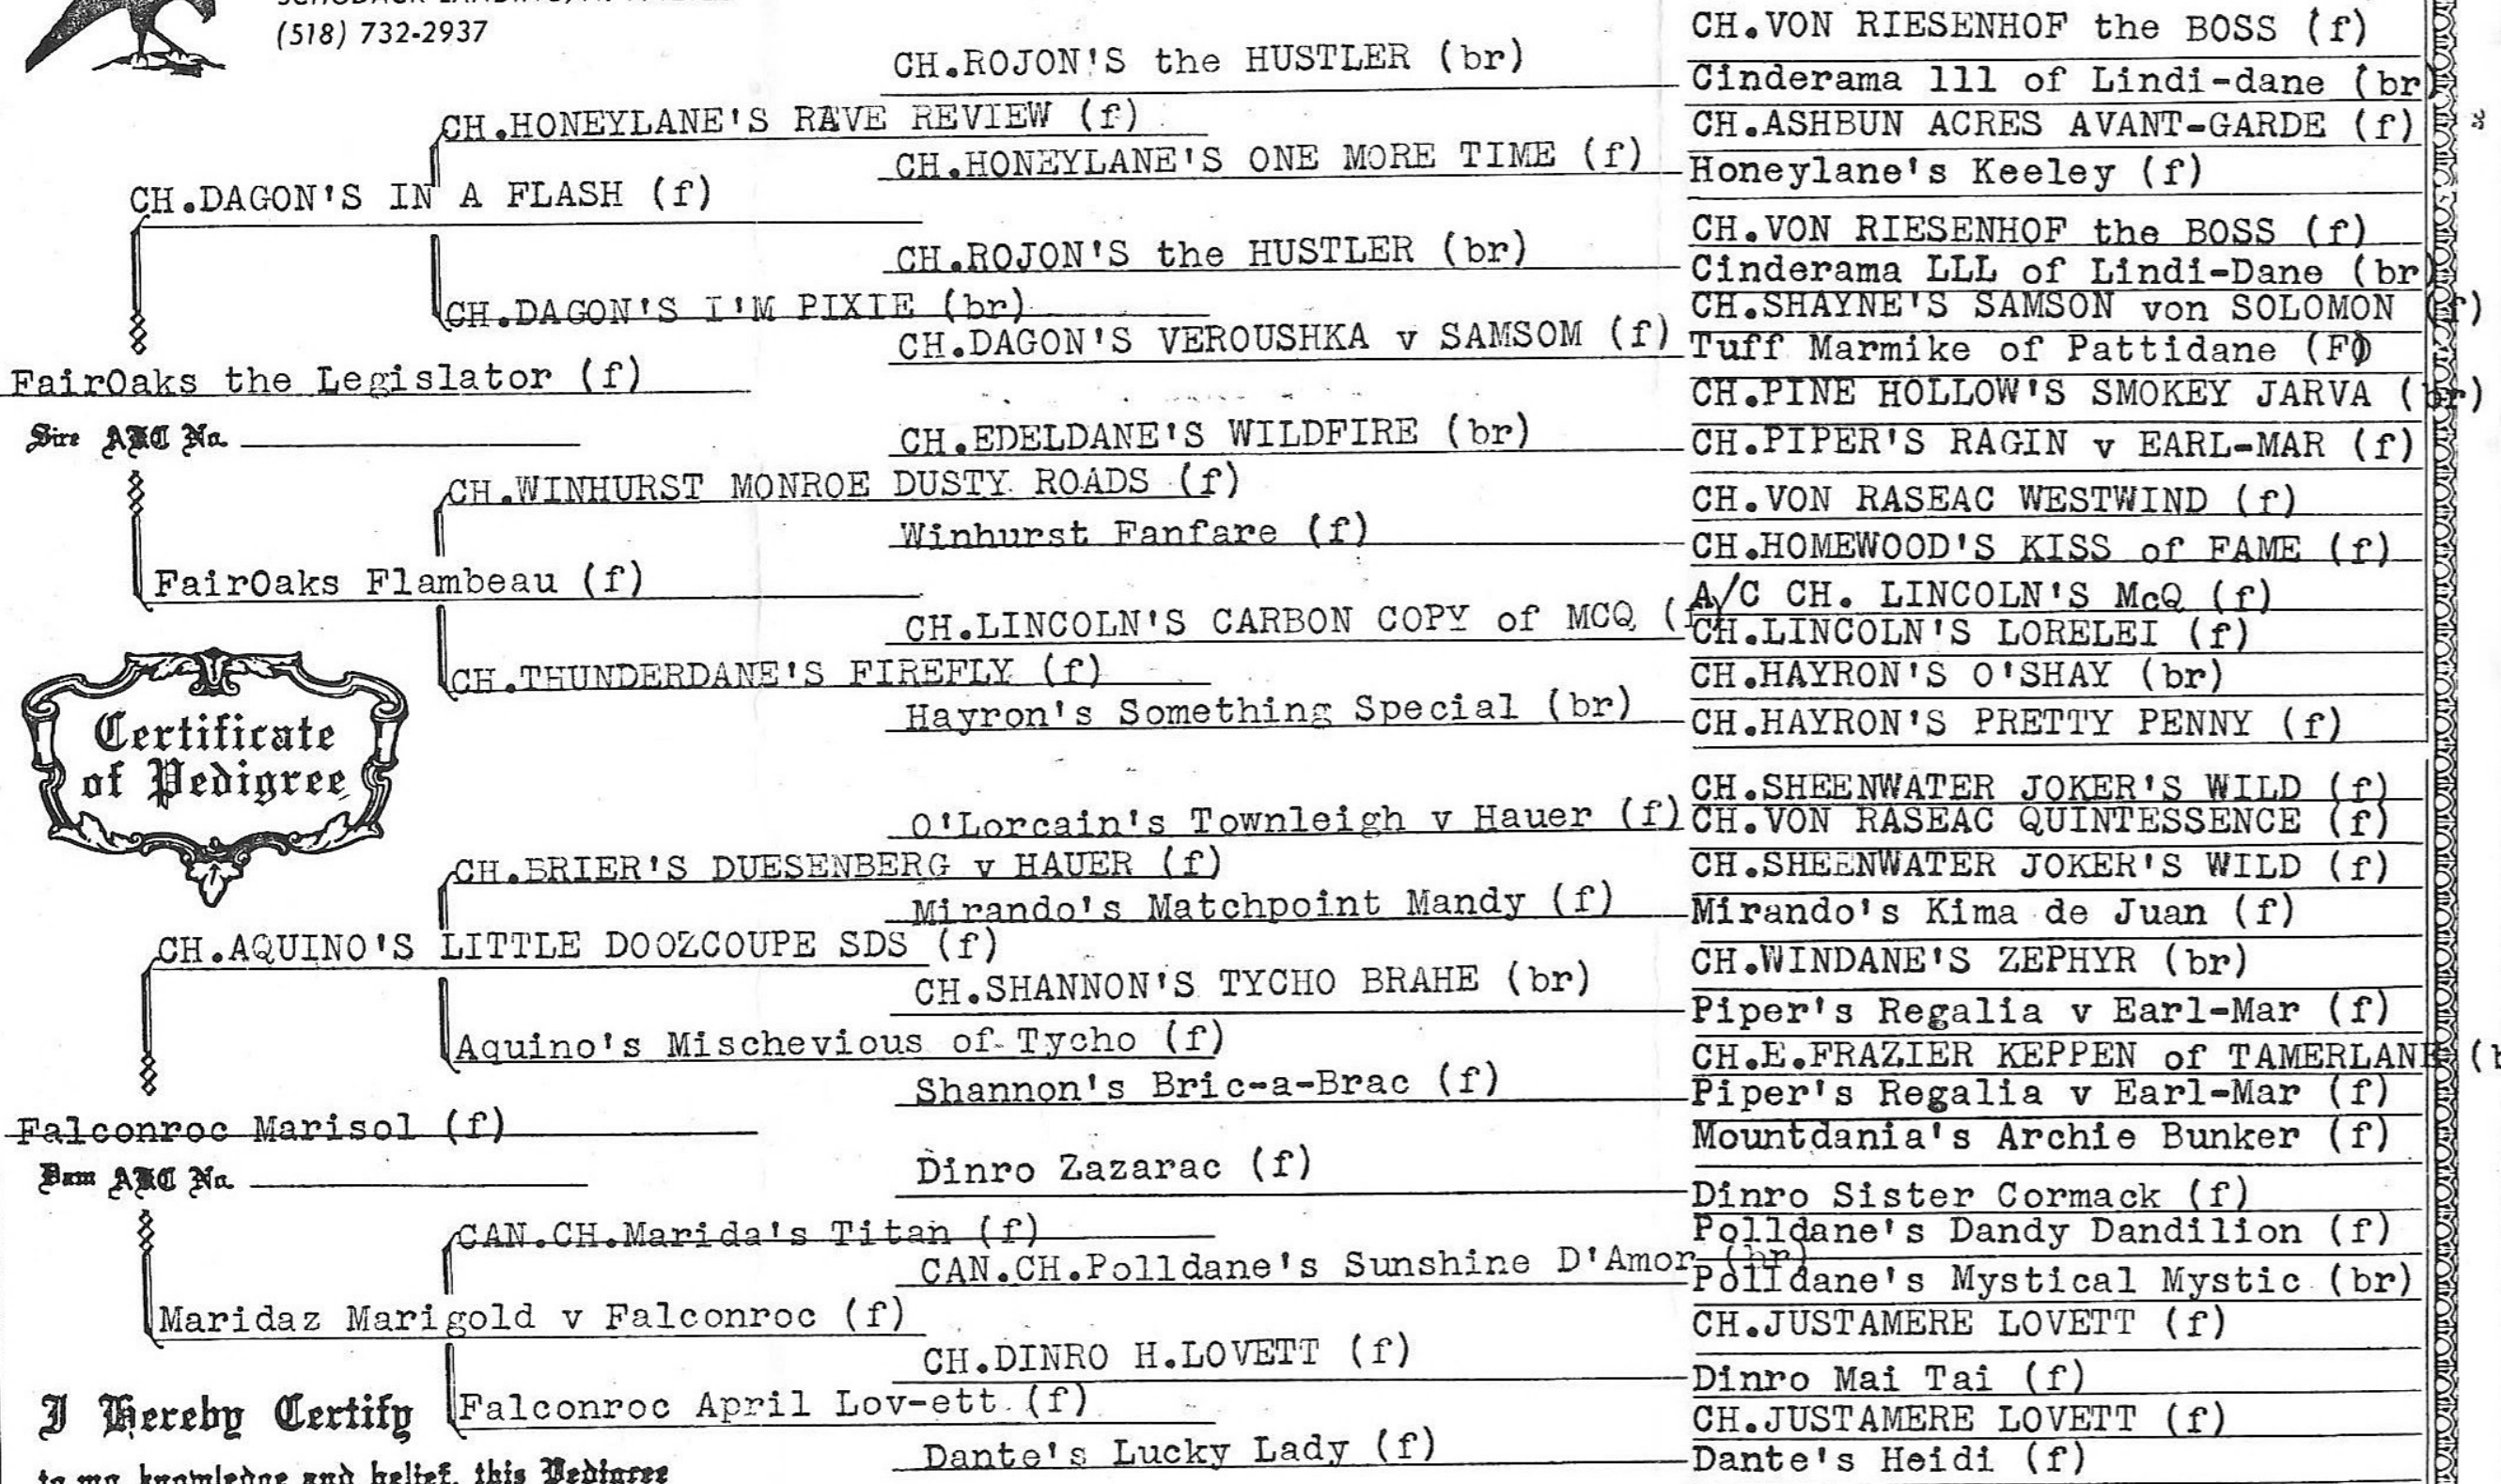 (518) 732-2937
CH.VON RIESENHOF the BOSS (f)
CH.ROJON'S the HUSTLER (br)
Cinderama lll of Lindi-dane (br)
CH.HONEYLANE'S RAVE REVIEW (f)
CH.ASHBUN ACRES AVANT-GARDE (f)
CH.HONEYLANE'S ONE MORE TIME (f)
Honeylane's Keeley (f)
CH.DAGON'S IN A FLASH (f)
CH.VON RIESENHOF the BOSS (f)
CH.ROJON'S the HUSTLER (br)
Cinderama LLL of Lindi-Dane (br)
CH.DAGON'S I'M PIXIE (br)
CH.SHAYNE'S SAMSON von SOLOMON (f)
CH.DAGON'S VEROUSHKA v SAMSOM (f)
Tuff Marmike of Pattidane (F)
FairOaks the Legislator (f)
CH.PINE HOLLOW'S SMOKEY JARVA (br)
Sire AKC No.
CH.EDELDANE'S WILDFIRE (br)
CH.PIPER'S RAGIN v EARL-MAR (f)
CH.WINHURST MONROE DUSTY ROADS (f)
CH.VON RASEAC WESTWIND (f)
Winhurst Fanfare (f)
CH.HOMEWOOD'S KISS of FAME (f)
FairOaks Flambeau (f)
A/C CH. LINCOLN'S McQ (f)
CH.LINCOLN'S CARBON COPY of MCQ (f)
CH.LINCOLN'S LORELEI (f)
CH.THUNDERDANE'S FIREFLY (f)
CH.HAYRON'S O'SHAY (br)
Hayron's Something Special (br)
CH.HAYRON'S PRETTY PENNY (f)
Certificate
of Pedigree
CH.SHEENWATER JOKER'S WILD (f)
O'Lorcain's Townleigh v Hauer (f)
CH.VON RASEAC QUINTESSENCE (f)
CH.BRIER'S DUESENBERG v HAUER (f)
CH.SHEENWATER JOKER'S WILD (f)
Mirando's Matchpoint Mandy (f)
Mirando's Kima de Juan (f)
CH.AQUINO'S LITTLE DOOZCOUPE SDS (f)
CH.WINDANE'S ZEPHYR (br)
CH.SHANNON'S TYCHO BRAHE (br)
Piper's Regalia v Earl-Mar (f)
Aquino's Mischevious of Tycho (f)
CH.E.FRAZIER KEPPEN of TAMERLANE
Shannon's Bric-a-Brac (f)
Piper's Regalia v Earl-Mar (f)
Falconroc Marisol (f)
Mountdania's Archie Bunker (f)
Dam AKC No.
Dinro Zazarac (f)
Dinro Sister Cormack (f)
CAN.CH.Marida's Titan (f)
Polldane's Dandy Dandilion (f)
CAN.CH.Polldane's Sunshine D'Amor (br)
Polldane's Mystical Mystic (br)
Maridaz Marigold v Falconroc (f)
CH.JUSTAMERE LOVETT (f)
CH.DINRO H.LOVETT (f)
Dinro Mai Tai (f)
Falconroc April Lov-ett (f)
CH.JUSTAMERE LOVETT (f)
Dante's Lucky Lady (f)
Dante's Heidi (f)
I Hereby Certify
to my knowledge and belief, this Pedigree